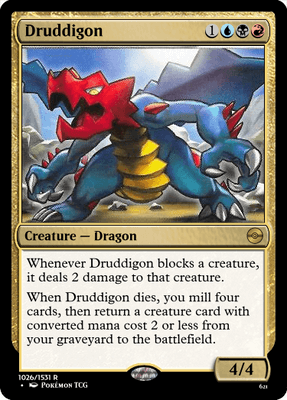 Druddigon 1
Creature — Dragon
Whenever Druddigon blocks a creature,
it deals 2 damage to that creature.
When Druddigon dies, you mill four
cards, then return a creature card with
converted mana cost 2 or less from
your graveyard to the battlefield.
4/4
1026/1531 R
• Pokémon TCG